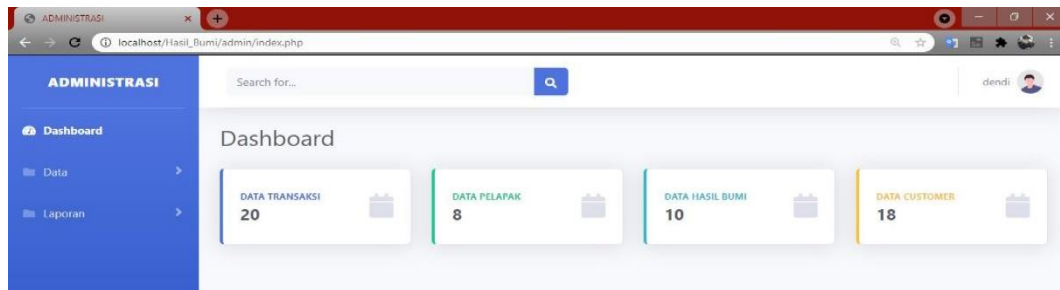 ADMINISTRASI
localhost/Hasil_Bumi/admin/index.php
ADMINISTRASI
Search for...
dendi
Dashboard
Data
Laporan
Dashboard
DATA TRANSAKSI
20
DATA PELAPAK
8
DATA HASIL BUMI
10
DATA CUSTOMER
18